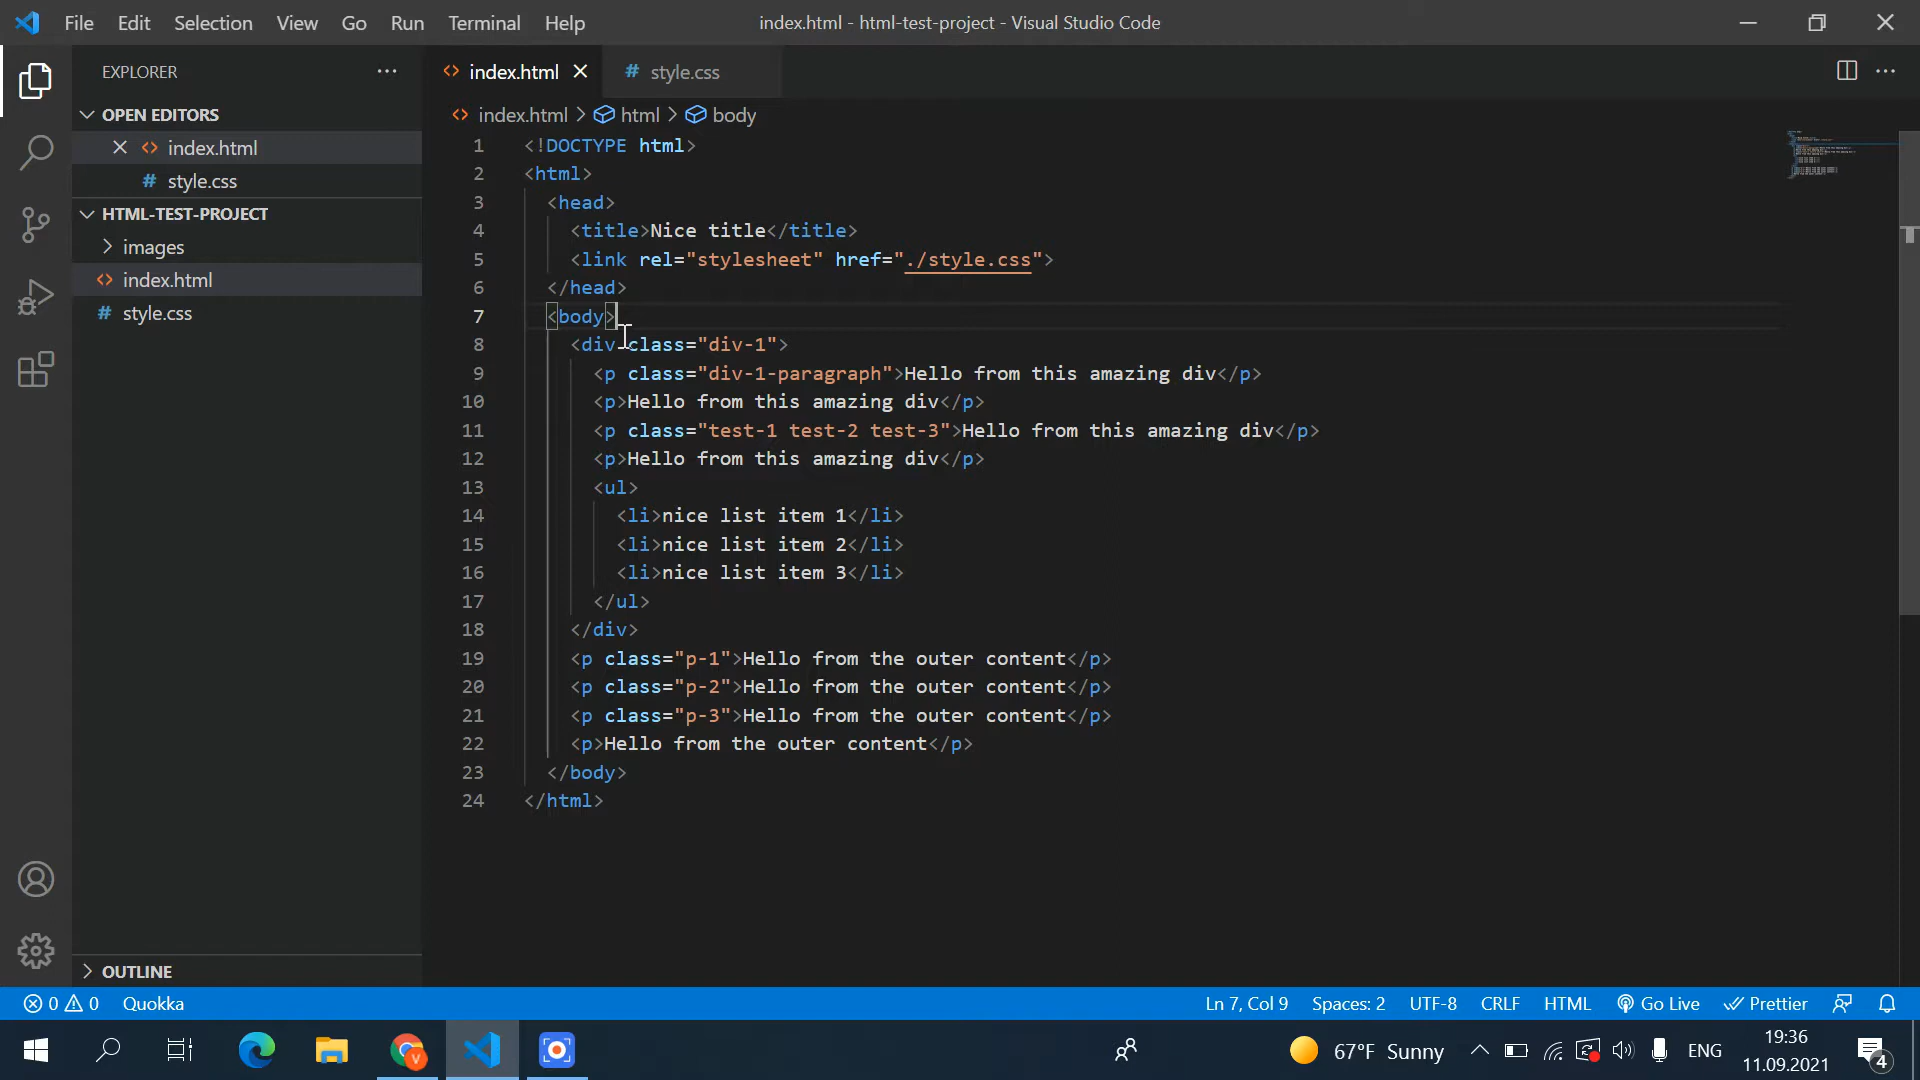 File Edit Selection View Go Run Terminal Help index.html - html-test-project - Visual Studio Code
EXPLORER
OPEN EDITORS
index.html
style.css
HTML-TEST-PROJECT
images
index.html
style.css
OUTLINE
index.html style.css
index.html > html > body
1 <!DOCTYPE html>
2 <html>
3 <head>
4 <title>Nice title</title>
5 <link rel="stylesheet" href="./style.css">
6 </head>
7 <body>
8 <div class="div-1">
9 <p class="div-1-paragraph">Hello from this amazing div</p>
10 <p>Hello from this amazing div</p>
11 <p class="test-1 test-2 test-3">Hello from this amazing div</p>
12 <p>Hello from this amazing div</p>
13 <ul>
14 <li>nice list item 1</li>
15 <li>nice list item 2</li>
16 <li>nice list item 3</li>
17 </ul>
18 </div>
19 <p class="p-1">Hello from the outer content</p>
20 <p class="p-2">Hello from the outer content</p>
21 <p class="p-3">Hello from the outer content</p>
22 <p>Hello from the outer content</p>
23 </body>
24 </html>
0 0 Quokka Ln 7, Col 9 Spaces: 2 UTF-8 CRLF HTML Go Live Prettier
V 67°F Sunny ENG 19:36
11.09.2021 4